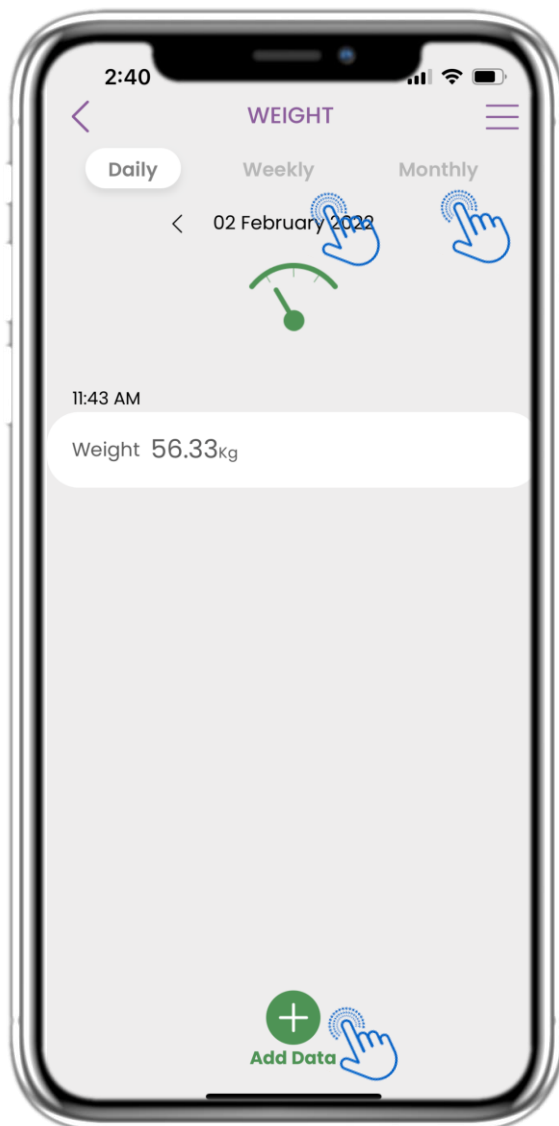 2:40
WEIGHT
Daily Weekly Monthly
02 February 2022
11:43 AM
Weight 56.33Kg
Add Data